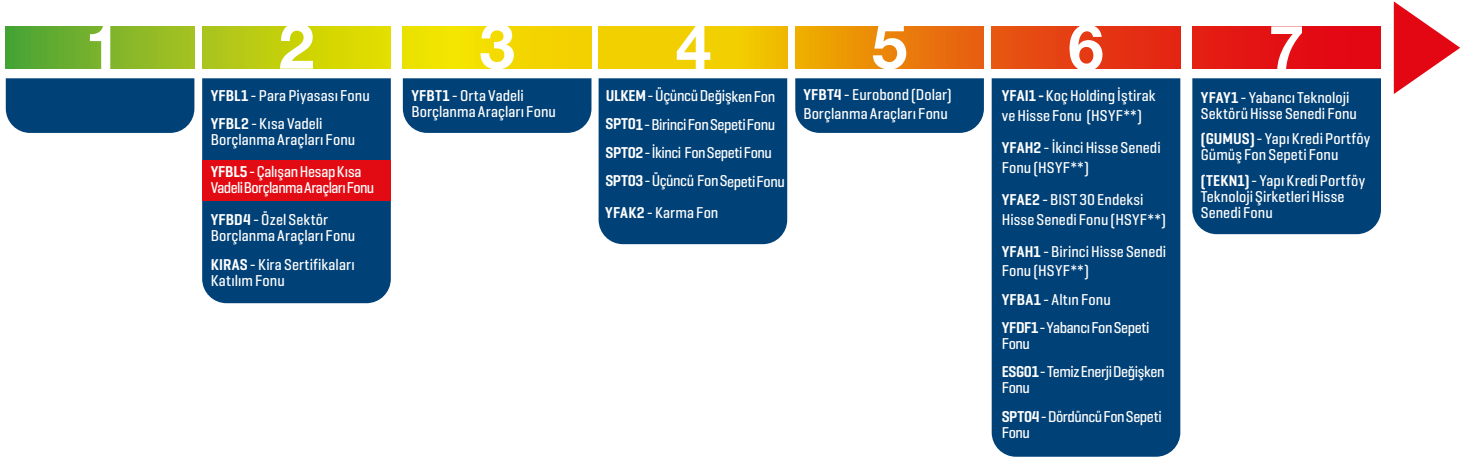 1
2
3
4
5
6
7
YFBL1 - Para Piyasası Fonu
YFBL2 - Kısa Vadeli
Borçlanma Araçları Fonu
YFBL5 - Çalışan Hesap Kısa
Vadeli Borçlanma Araçları Fonu
YFBD4 - Özel Sektör
Borçlanma Araçları Fonu
KIRAS - Kira Sertifikaları
Katılım Fonu
YFBT1 - Orta Vadeli
Borçlanma Araçları Fonu
ULKEM - Üçüncü Değişken Fon
SPT01 - Birinci Fon Sepeti Fonu
SPT02 - İkinci Fon Sepeti Fonu
SPT03 - Üçüncü Fon Sepeti Fonu
YFAK2 - Karma Fon
YFBT4 - Eurobond (Dolar)
Borçlanma Araçları Fonu
YFAI1 - Koç Holding İştirak
ve Hisse Fonu (HSYF**)
YFAH2 - İkinci Hisse Senedi
Fonu (HSYF**)
YFAE2 - BIST 30 Endeksi
Hisse Senedi Fonu (HSYF**)
YFAH1 - Birinci Hisse Senedi
Fonu (HSYF**)
YFBA1 - Altın Fonu
YFDF1 - Yabancı Fon Sepeti
Fonu
ESG01 - Temiz Enerji Değişken
Fonu
SPT04 - Dördüncü Fon Sepeti
Fonu
YFAY1 - Yabancı Teknoloji
Sektörü Hisse Senedi Fonu
(GUMUS) - Yapı Kredi Portföy
Gümüş Fon Sepeti Fonu
(TEKN1) - Yapı Kredi Portföy
Teknoloji Şirketleri Hisse
Senedi Fonu